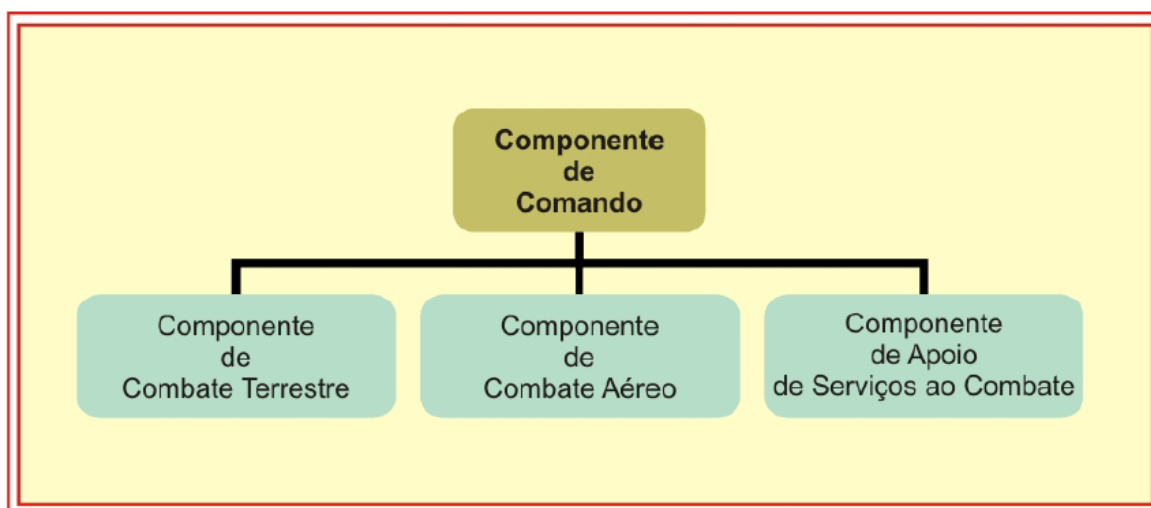 Componente
de
Comando
Componente
de
Combate Terrestre
Componente
de
Combate Aéreo
Componente
de Apoio
de Serviços ao Combate